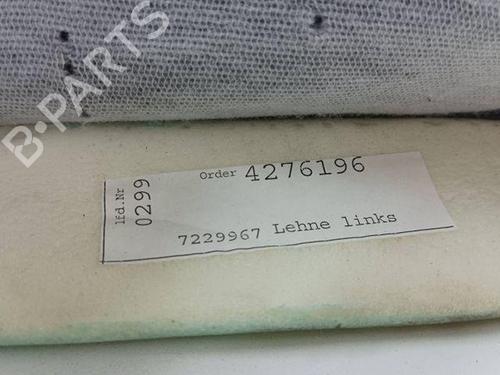 B-PARTS
lfd.Nr
0299
Order 4276196
7229967 Lehne links